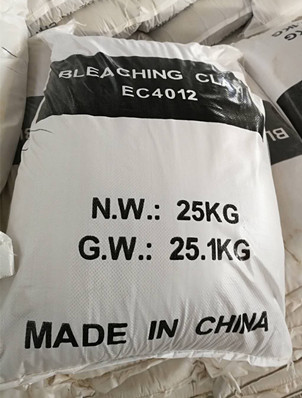 BLEACHING CLAY
EC4012
N.W.: 25KG
G.W.: 25.1KG
MADE IN CHINA